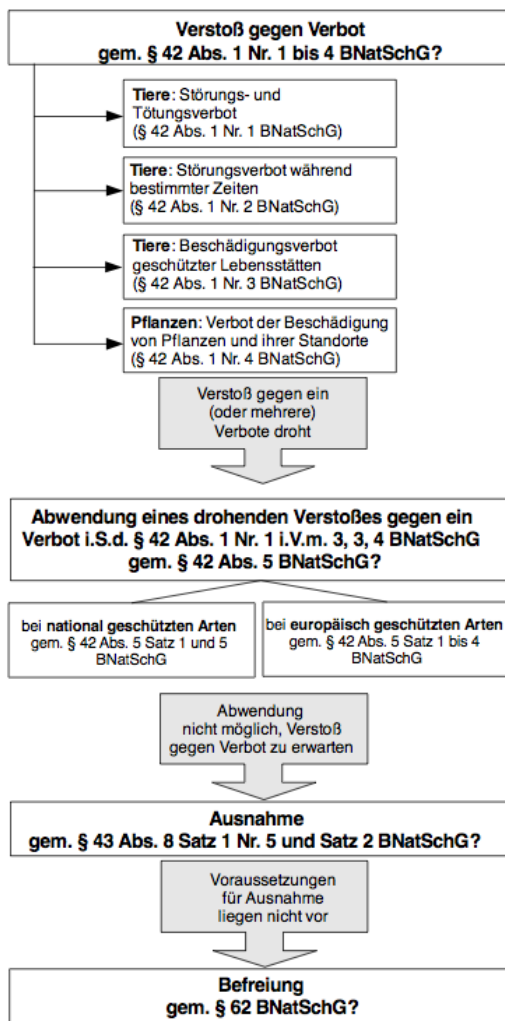 Verstoß gegen Verbot
gem. § 42 Abs. 1 Nr. 1 bis 4 BNatSchG?
Tiere: Störungs- und
Tötungsverbot
(§ 42 Abs. 1 Nr. 1 BNatSchG)
Tiere: Störungsverbot während
bestimmter Zeiten
(§ 42 Abs. 1 Nr. 2 BNatSchG)
Tiere: Beschädigungsverbot
geschützter Lebensstätten
(§ 42 Abs. 1 Nr. 3 BNatSchG)
Pflanzen: Verbot der Beschädigung
von Pflanzen und ihrer Standorte
(§ 42 Abs. 1 Nr. 4 BNatSchG)
Verstoß gegen ein
(oder mehrere)
Verbote droht
Abwendung eines drohenden Verstoßes gegen ein
Verbot i.S.d. § 42 Abs. 1 Nr. 1 i.V.m. 3, 3, 4 BNatSchG
gem. § 42 Abs. 5 BNatSchG?
bei national geschützten Arten
gem. § 42 Abs. 5 Satz 1 und 5
BNatSchG
bei europäisch geschützten Arten
gem. § 42 Abs. 5 Satz 1 bis 4
BNatSchG
Abwendung
nicht möglich, Verstoß
gegen Verbot zu erwarten
Ausnahme
gem. § 43 Abs. 8 Satz 1 Nr. 5 und Satz 2 BNatSchG?
Voraussetzungen
für Ausnahme
liegen nicht vor
Befreiung
gem. § 62 BNatSchG?